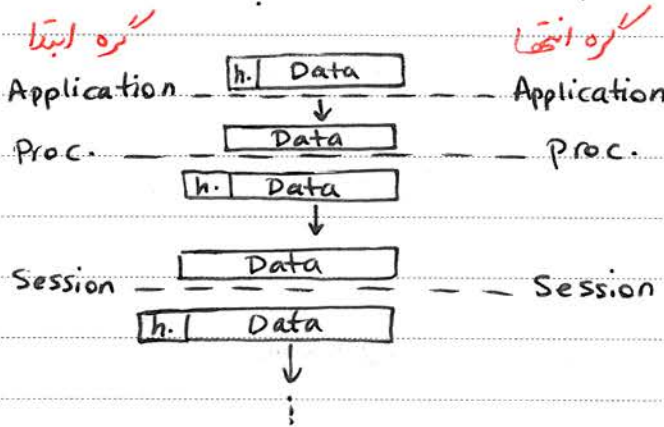 گره ابتدا گره انتها
h. Data
Application Application
Data
Proc. Proc.
h. Data
Data
Session Session
h. Data